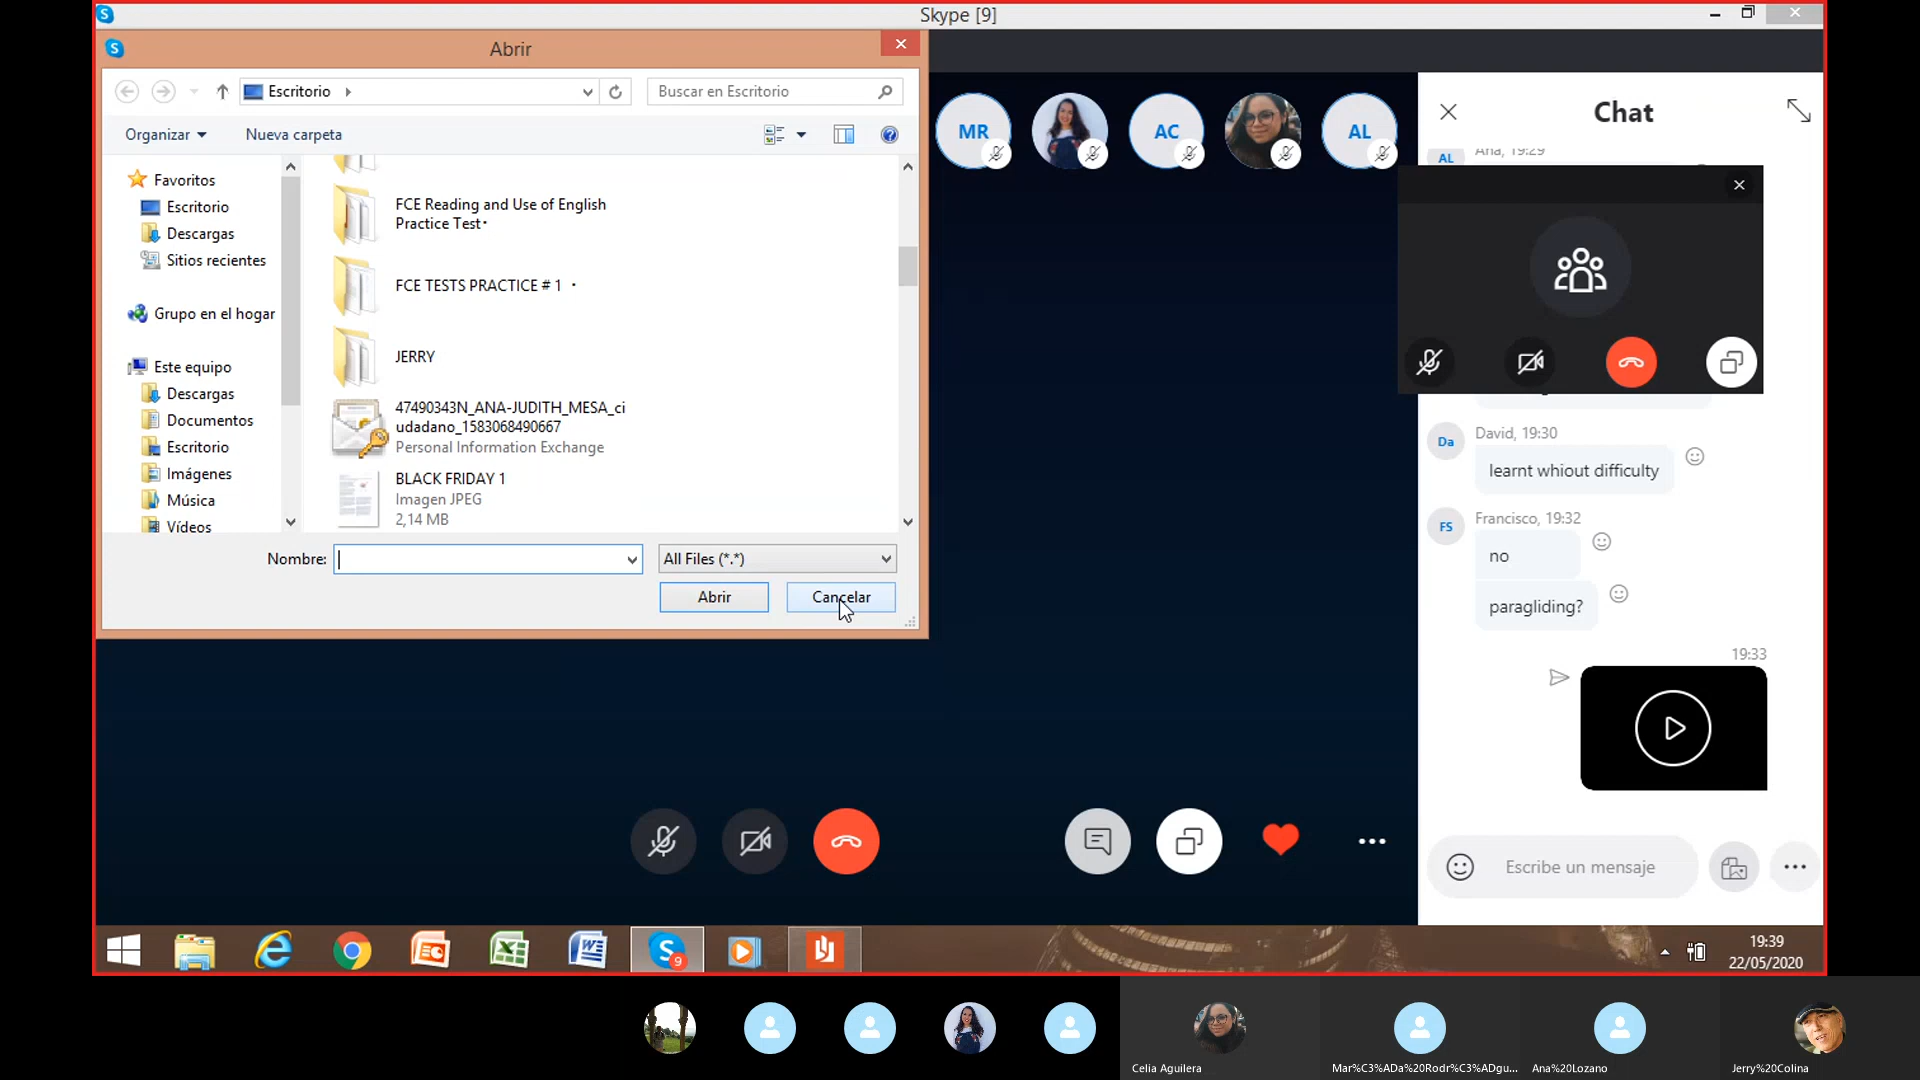 Skype [9]
Abrir
Escritorio
Buscar en Escritorio
Organizar
Nueva carpeta
Favoritos
Escritorio
Descargas
Sitios recientes
Grupo en el hogar
Este equipo
Descargas
Documentos
Escritorio
Imágenes
Música
Vídeos
FCE Reading and Use of English
Practice Test·
FCE TESTS PRACTICE # 1 ·
JERRY
47490343N_ANA-JUDITH_MESA_ci
udadano_1583068490667
Personal Information Exchange
BLACK FRIDAY 1
Imagen JPEG
2,14 MB
Nombre:
All Files (*.*)
Abrir
Cancelar
MR
AC
AL
Chat
AL
Ana, 19:29
Da
David, 19:30
learnt whiout difficulty
FS
Francisco, 19:32
no
paragliding?
19:33
Escribe un mensaje
9
19:39
22/05/2020
Celia Aguilera
Mar%C3%ADa%20Rodr%C3%ADgu...
Ana%20Lozano
Jerry%20Colina